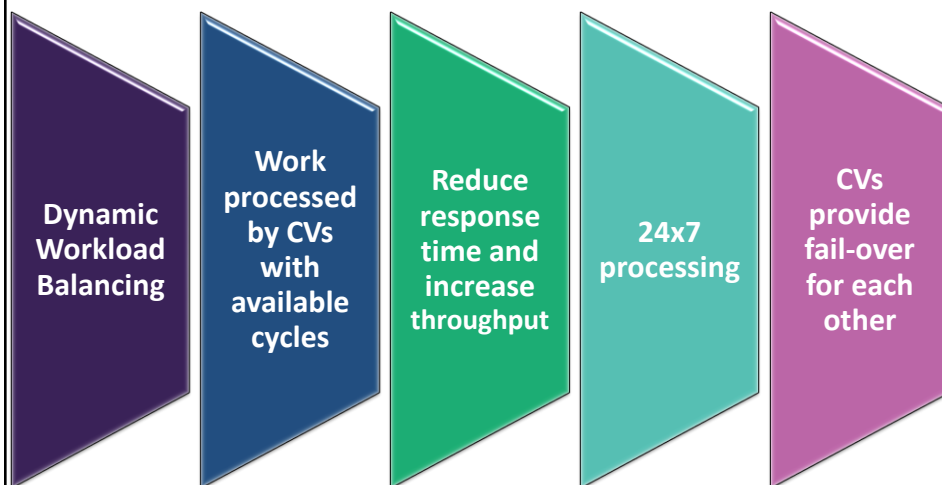 Dynamic
Workload
Balancing
Work
processed
by CVs
with
available
cycles
Reduce
response
time and
increase
throughput
24x7
processing
CVs
provide
fail-over
for each
other